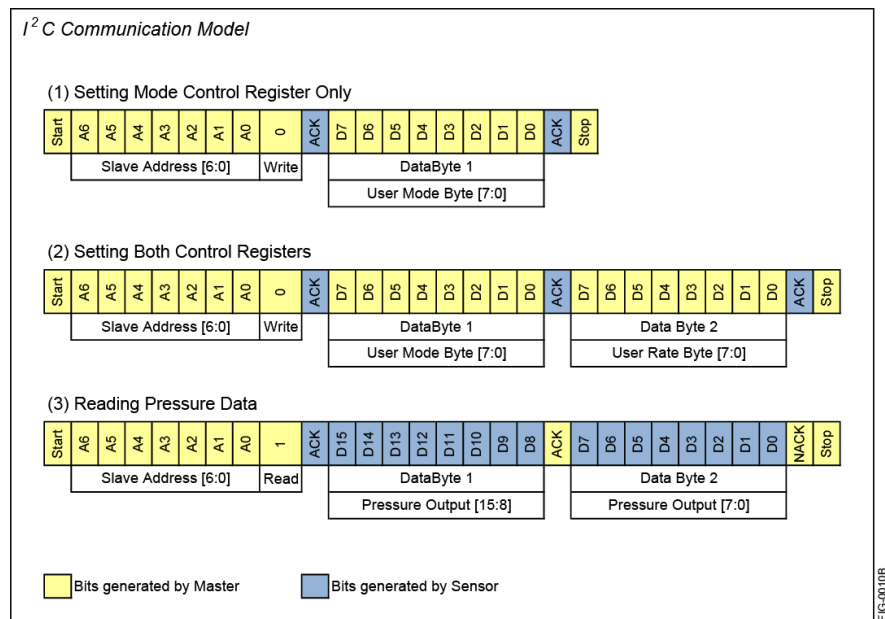 I² C Communication Model
(1) Setting Mode Control Register Only
Start A6 A5 A4 A3 A2 A1 A0 0 ACK D7 D6 D5 D4 D3 D2 D1 D0 ACK Stop
Slave Address [6:0] Write DataByte 1
User Mode Byte [7:0]
(2) Setting Both Control Registers
Start A6 A5 A4 A3 A2 A1 A0 0 ACK D7 D6 D5 D4 D3 D2 D1 D0 ACK D7 D6 D5 D4 D3 D2 D1 D0 ACK Stop
Slave Address [6:0] Write DataByte 1 Data Byte 2
User Mode Byte [7:0] User Rate Byte [7:0]
(3) Reading Pressure Data
Start A6 A5 A4 A3 A2 A1 A0 1 ACK D15 D14 D13 D12 D11 D10 D9 D8 ACK D7 D6 D5 D4 D3 D2 D1 D0 NACK Stop
Slave Address [6:0] Read DataByte 1 Data Byte 2
Pressure Output [15:8] Pressure Output [7:0]
Bits generated by Master Bits generated by Sensor
FIG-0010B